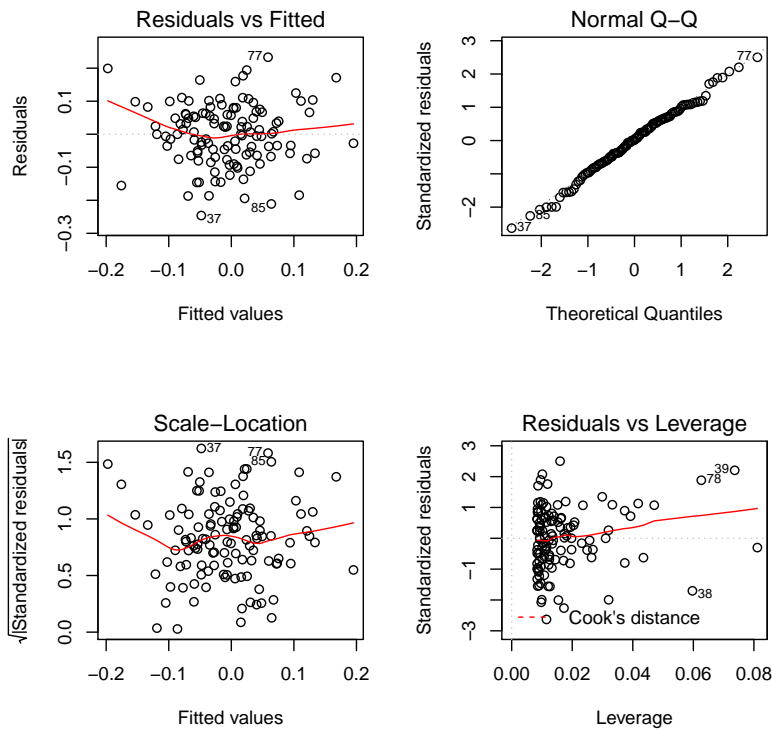 Residuals vs Fitted
Residuals
0.1
−0.1
−0.3
77
85
37
−0.2 −0.1 0.0 0.1 0.2
Fitted values
Normal Q−Q
Standardized residuals
3
2
1
0
−2
77
85
37
−2 −1 0 1 2
Theoretical Quantiles
Scale−Location
√|Standardized residuals|
1.5
1.0
0.5
0.0
37
77
85
−0.2 −0.1 0.0 0.1 0.2
Fitted values
Residuals vs Leverage
Standardized residuals
3
2
1
−1
−3
39
78
38
Cook's distance
0.00 0.02 0.04 0.06 0.08
Leverage